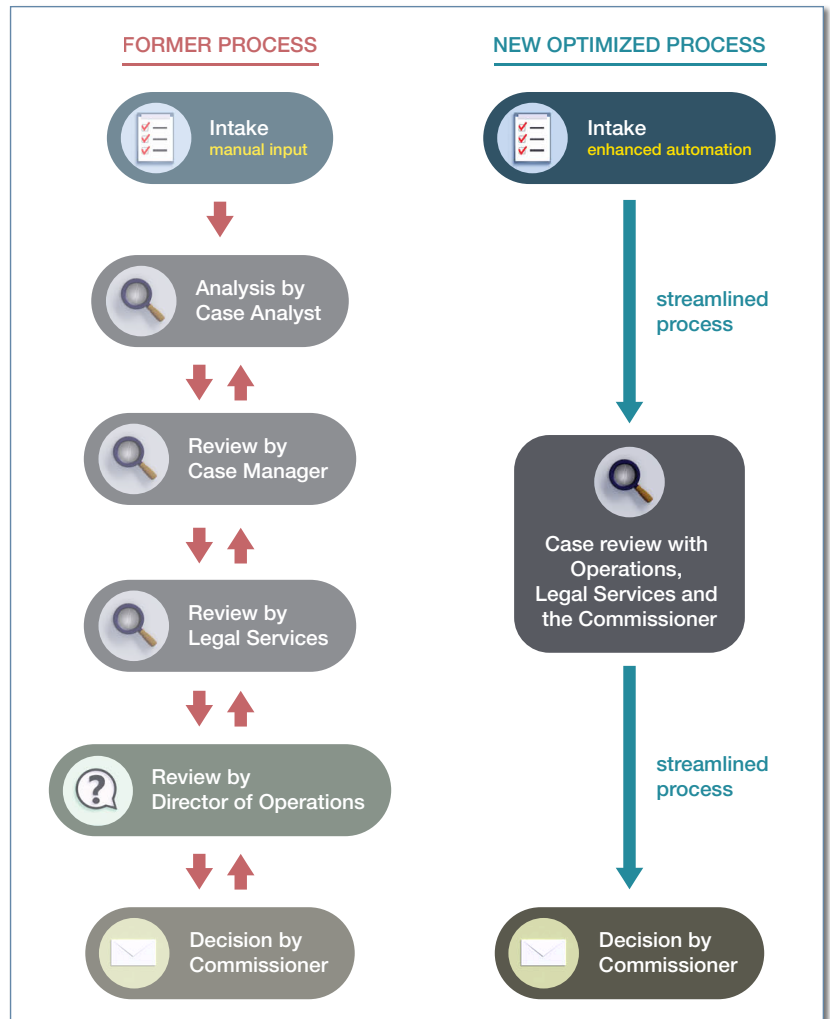 FORMER PROCESS
Intake
manual input
Analysis by
Case Analyst
Review by
Case Manager
Review by
Legal Services
Review by
Director of Operations
Decision by
Commissioner
NEW OPTIMIZED PROCESS
Intake
enhanced automation
streamlined
process
Case review with
Operations,
Legal Services and
the Commissioner
streamlined
process
Decision by
Commissioner